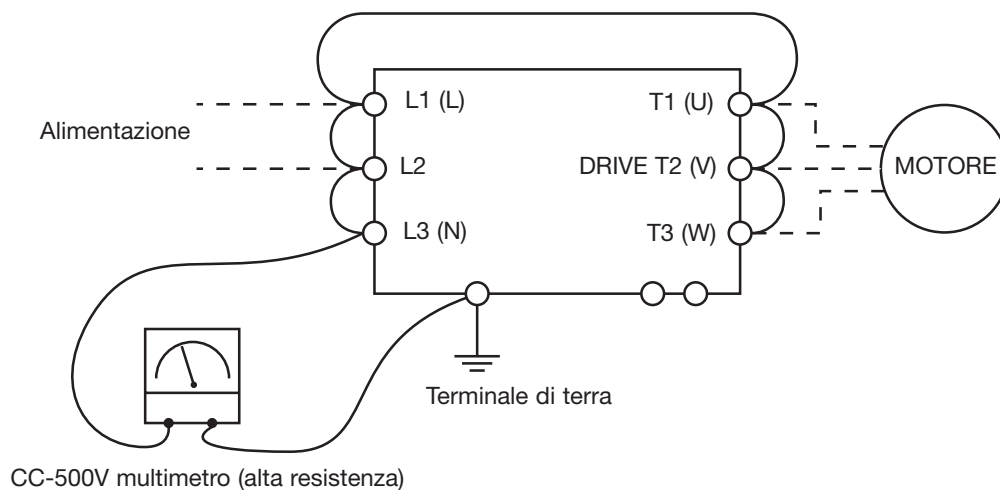 L1 (L)
T1 (U)
Alimentazione
L2
DRIVE T2 (V)
MOTORE
L3 (N)
T3 (W)
Terminale di terra
CC-500V multimetro (alta resistenza)